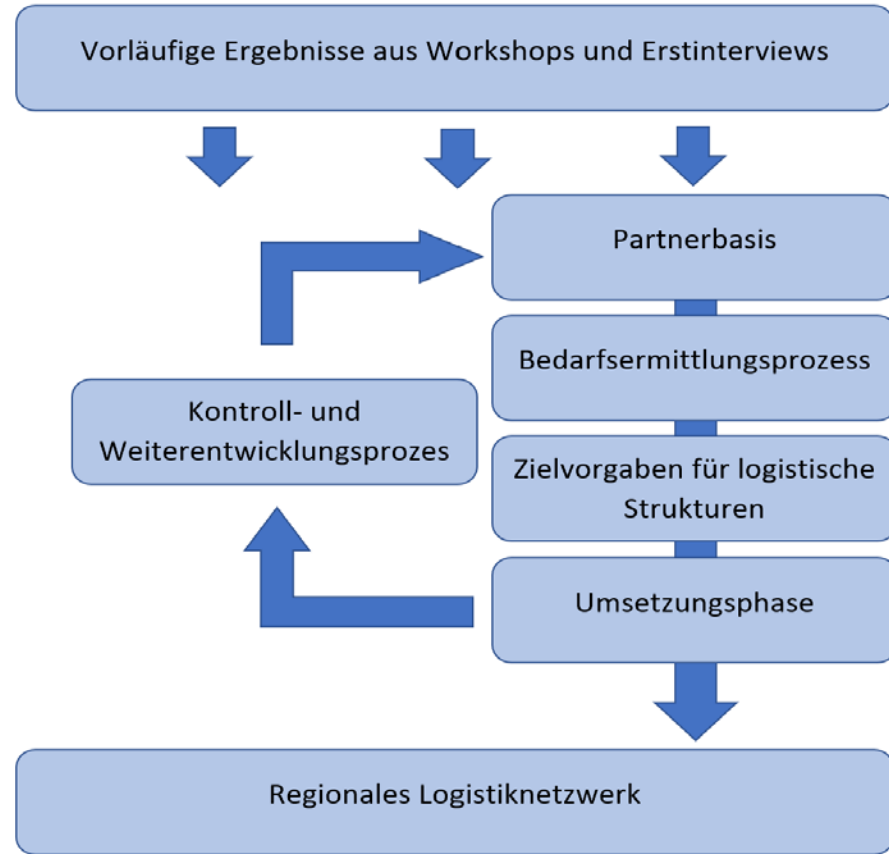 Vorläufige Ergebnisse aus Workshops und Erstinterviews
Partnerbasis
Bedarfsermittlungsprozess
Kontroll- und
Weiterentwicklungsprozes
Zielvorgaben für logistische
Strukturen
Umsetzungsphase
Regionales Logistiknetzwerk